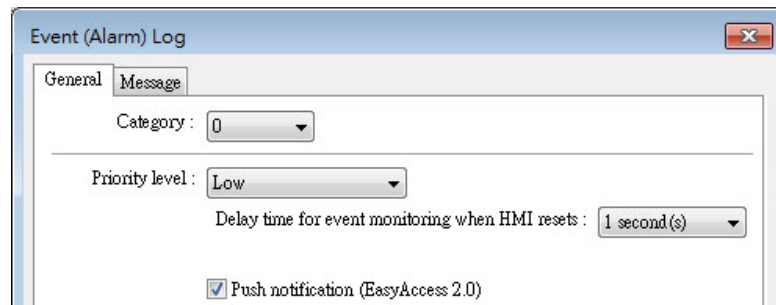 Event (Alarm) Log
General Message
Category : 0
Priority level : Low
Delay time for event monitoring when HMI resets : 1 second(s)
Push notification (EasyAccess 2.0)